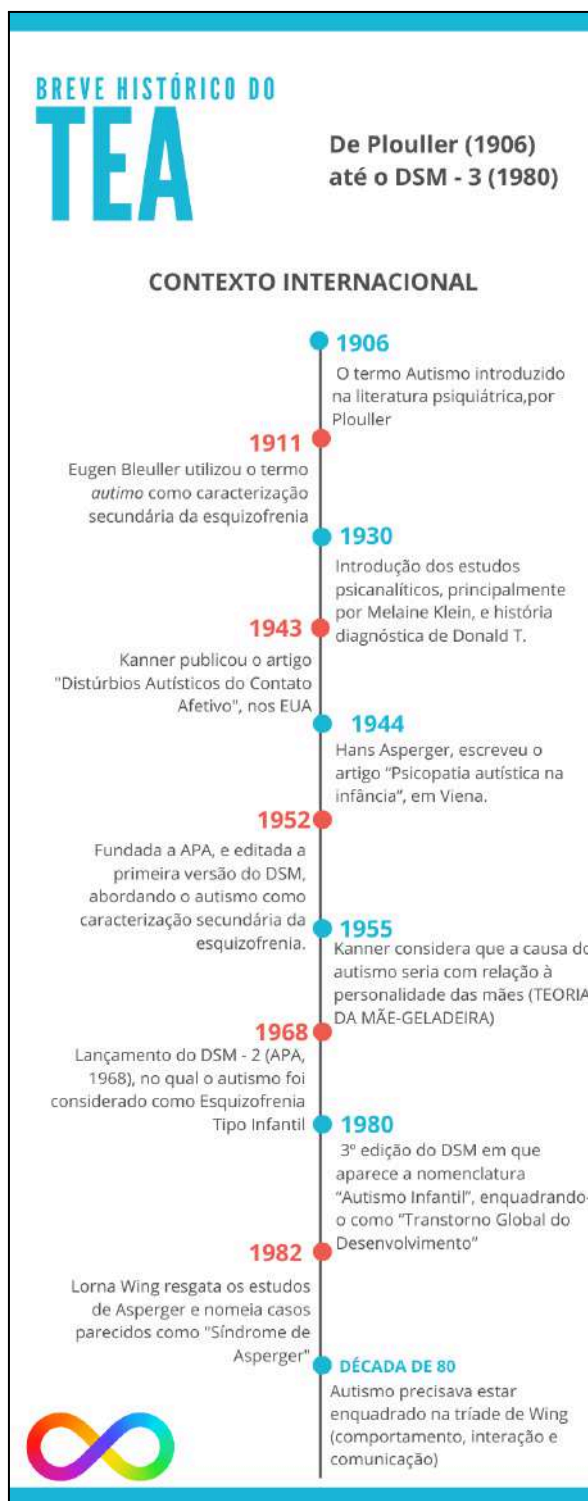 BREVE HISTÓRICO DO
TEA
De Plouller (1906)
até o DSM - 3 (1980)
CONTEXTO INTERNACIONAL
1906
O termo Autismo introduzido
na literatura psiquiátrica,por
Plouller
1911
Eugen Bleuller utilizou o termo
autimo como caracterização
secundária da esquizofrenia
1930
Introdução dos estudos
psicanalíticos, principalmente
por Melaine Klein, e história
diagnóstica de Donald T.
1943
Kanner publicou o artigo
"Distúrbios Autísticos do Contato
Afetivo", nos EUA
1944
Hans Asperger, escreveu o
artigo “Psicopatia autística na
infância”, em Viena.
1952
Fundada a APA, e editada a
primeira versão do DSM,
abordando o autismo como
caracterização secundária da
esquizofrenia.
1955
Kanner considera que a causa do
autismo seria com relação à
personalidade das mães (TEORIA
DA MÃE-GELADEIRA)
1968
Lançamento do DSM - 2 (APA,
1968), no qual o autismo foi
considerado como Esquizofrenia
Tipo Infantil
1980
3º edição do DSM em que
aparece a nomenclatura
“Autismo Infantil”, enquadrando-
o como “Transtorno Global do
Desenvolvimento”
1982
Lorna Wing resgata os estudos
de Asperger e nomeia casos
parecidos como "Síndrome de
Asperger"
DÉCADA DE 80
Autismo precisava estar
enquadrado na tríade de Wing
(comportamento, interação e
comunicação)